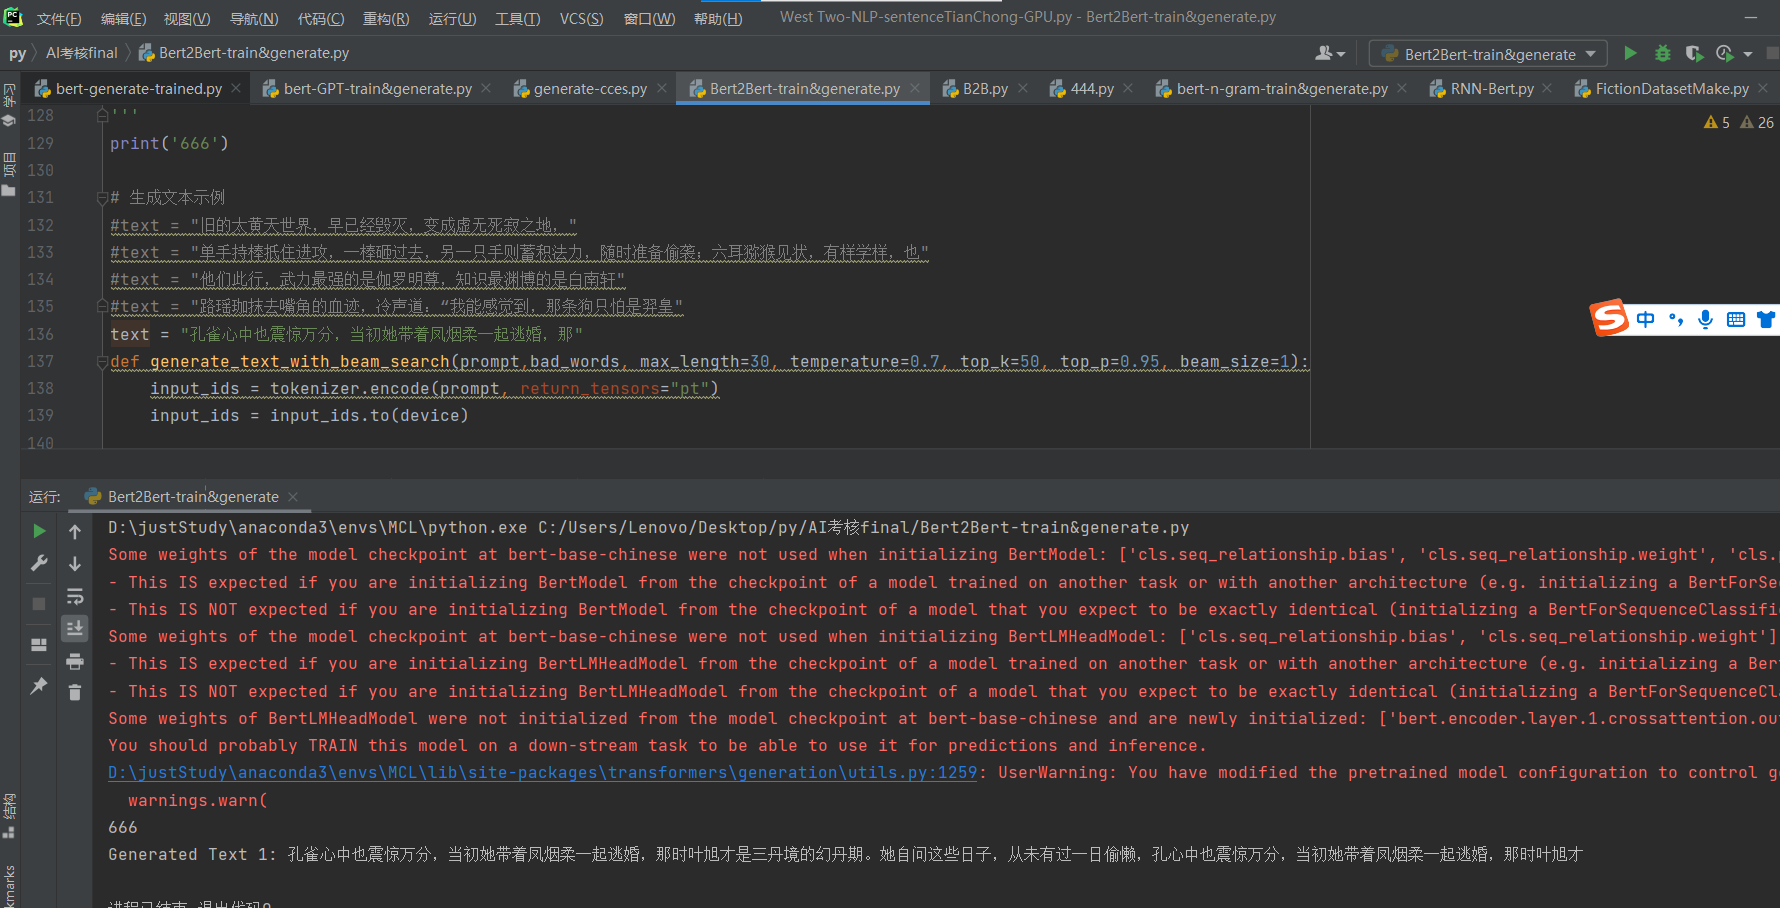 文件(F) 编辑(E) 视图(V) 导航(N) 代码(C) 重构(R) 运行(U) 工具(T) VCS(S) 窗口(W) 帮助(H) West Two-NLP-sentenceTianChong-GPU.py - Bert2Bert-train&generate.py
py AI考核final Bert2Bert-train&generate.py Bert2Bert-train&generate
bert-generate-trained.py bert-GPT-train&generate.py generate-cces.py Bert2Bert-train&generate.py B2B.py 444.py bert-n-gram-train&generate.py RNN-Bert.py FictionDatasetMake.py
学习
项目
结构
kmarks
5 26
128 '''
129 print('666')
130
131 # 生成文本示例
132 #text = "旧的太黄天世界，早已经毁灭，变成虚无死寂之地，"
133 #text = "单手持棒抵住进攻，一棒砸过去，另一只手则蓄积法力，随时准备偷袭；六耳猕猴见状，有样学样，也"
134 #text = "他们此行，武力最强的是伽罗明尊，知识最渊博的是白南轩"
135 #text = "路瑶珈抹去嘴角的血迹，冷声道：“我能感觉到，那条狗只怕是羿皇"
136 text = "孔雀心中也震惊万分，当初她带着凤烟柔一起逃婚，那"
137 def generate_text_with_beam_search(prompt,bad_words, max_length=30, temperature=0.7, top_k=50, top_p=0.95, beam_size=1):
138 input_ids = tokenizer.encode(prompt, return_tensors="pt")
139 input_ids = input_ids.to(device)
140
中
运行: Bert2Bert-train&generate
D:\justStudy\anaconda3\envs\MCL\python.exe C:/Users/Lenovo/Desktop/py/AI考核final/Bert2Bert-train&generate.py
Some weights of the model checkpoint at bert-base-chinese were not used when initializing BertModel: ['cls.seq_relationship.bias', 'cls.seq_relationship.weight', 'cls.
- This IS expected if you are initializing BertModel from the checkpoint of a model trained on another task or with another architecture (e.g. initializing a BertForSe
- This IS NOT expected if you are initializing BertModel from the checkpoint of a model that you expect to be exactly identical (initializing a BertForSequenceClassifi
Some weights of the model checkpoint at bert-base-chinese were not used when initializing BertLMHeadModel: ['cls.seq_relationship.bias', 'cls.seq_relationship.weight']
- This IS expected if you are initializing BertLMHeadModel from the checkpoint of a model trained on another task or with another architecture (e.g. initializing a Ber
- This IS NOT expected if you are initializing BertLMHeadModel from the checkpoint of a model that you expect to be exactly identical (initializing a BertForSequenceCl
Some weights of BertLMHeadModel were not initialized from the model checkpoint at bert-base-chinese and are newly initialized: ['bert.encoder.layer.1.crossattention.ou
You should probably TRAIN this model on a down-stream task to be able to use it for predictions and inference.
D:\justStudy\anaconda3\envs\MCL\lib\site-packages\transformers\generation\utils.py:1259: UserWarning: You have modified the pretrained model configuration to control g
warnings.warn(
666
Generated Text 1: 孔雀心中也震惊万分，当初她带着凤烟柔一起逃婚，那时叶旭才是三丹境的幻丹期。她自问这些日子，从未有过一日偷懒，孔心中也震惊万分，当初她带着凤烟柔一起逃婚，那时叶旭才
进程已结束,退出代码0